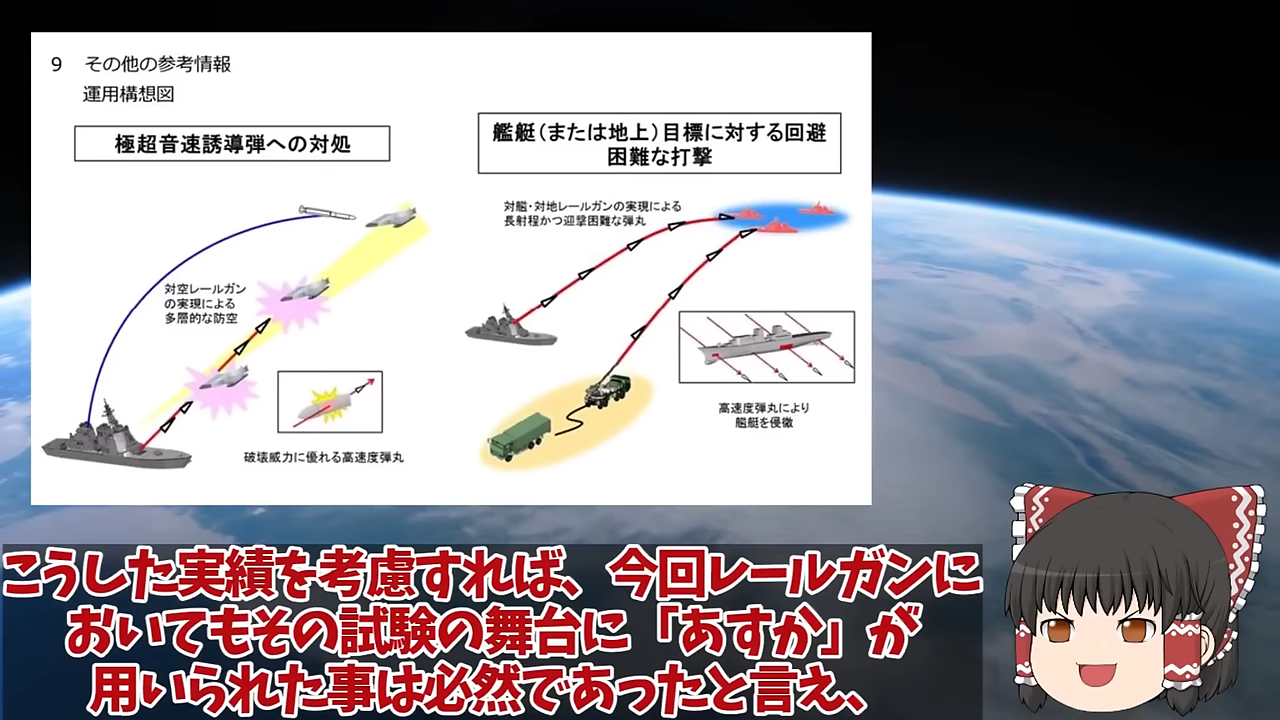 9 その他の参考情報
運用構想図
極超音速誘導弾への対処
対空レールガン
の実現による
多層的な防空
破壊威力に優れる高速度弾丸
艦艇(または地上)目標に対する回避
困難な打撃
対艦・対地レールガンの実現による
長射程かつ迎撃困難な弾丸
高速度弾丸により
艦艇を侵徹
こうした実績を考慮すれば、今回レールガンに
おいてもその試験の舞台に「あすか」が
用いられた事は必然であったと言え、